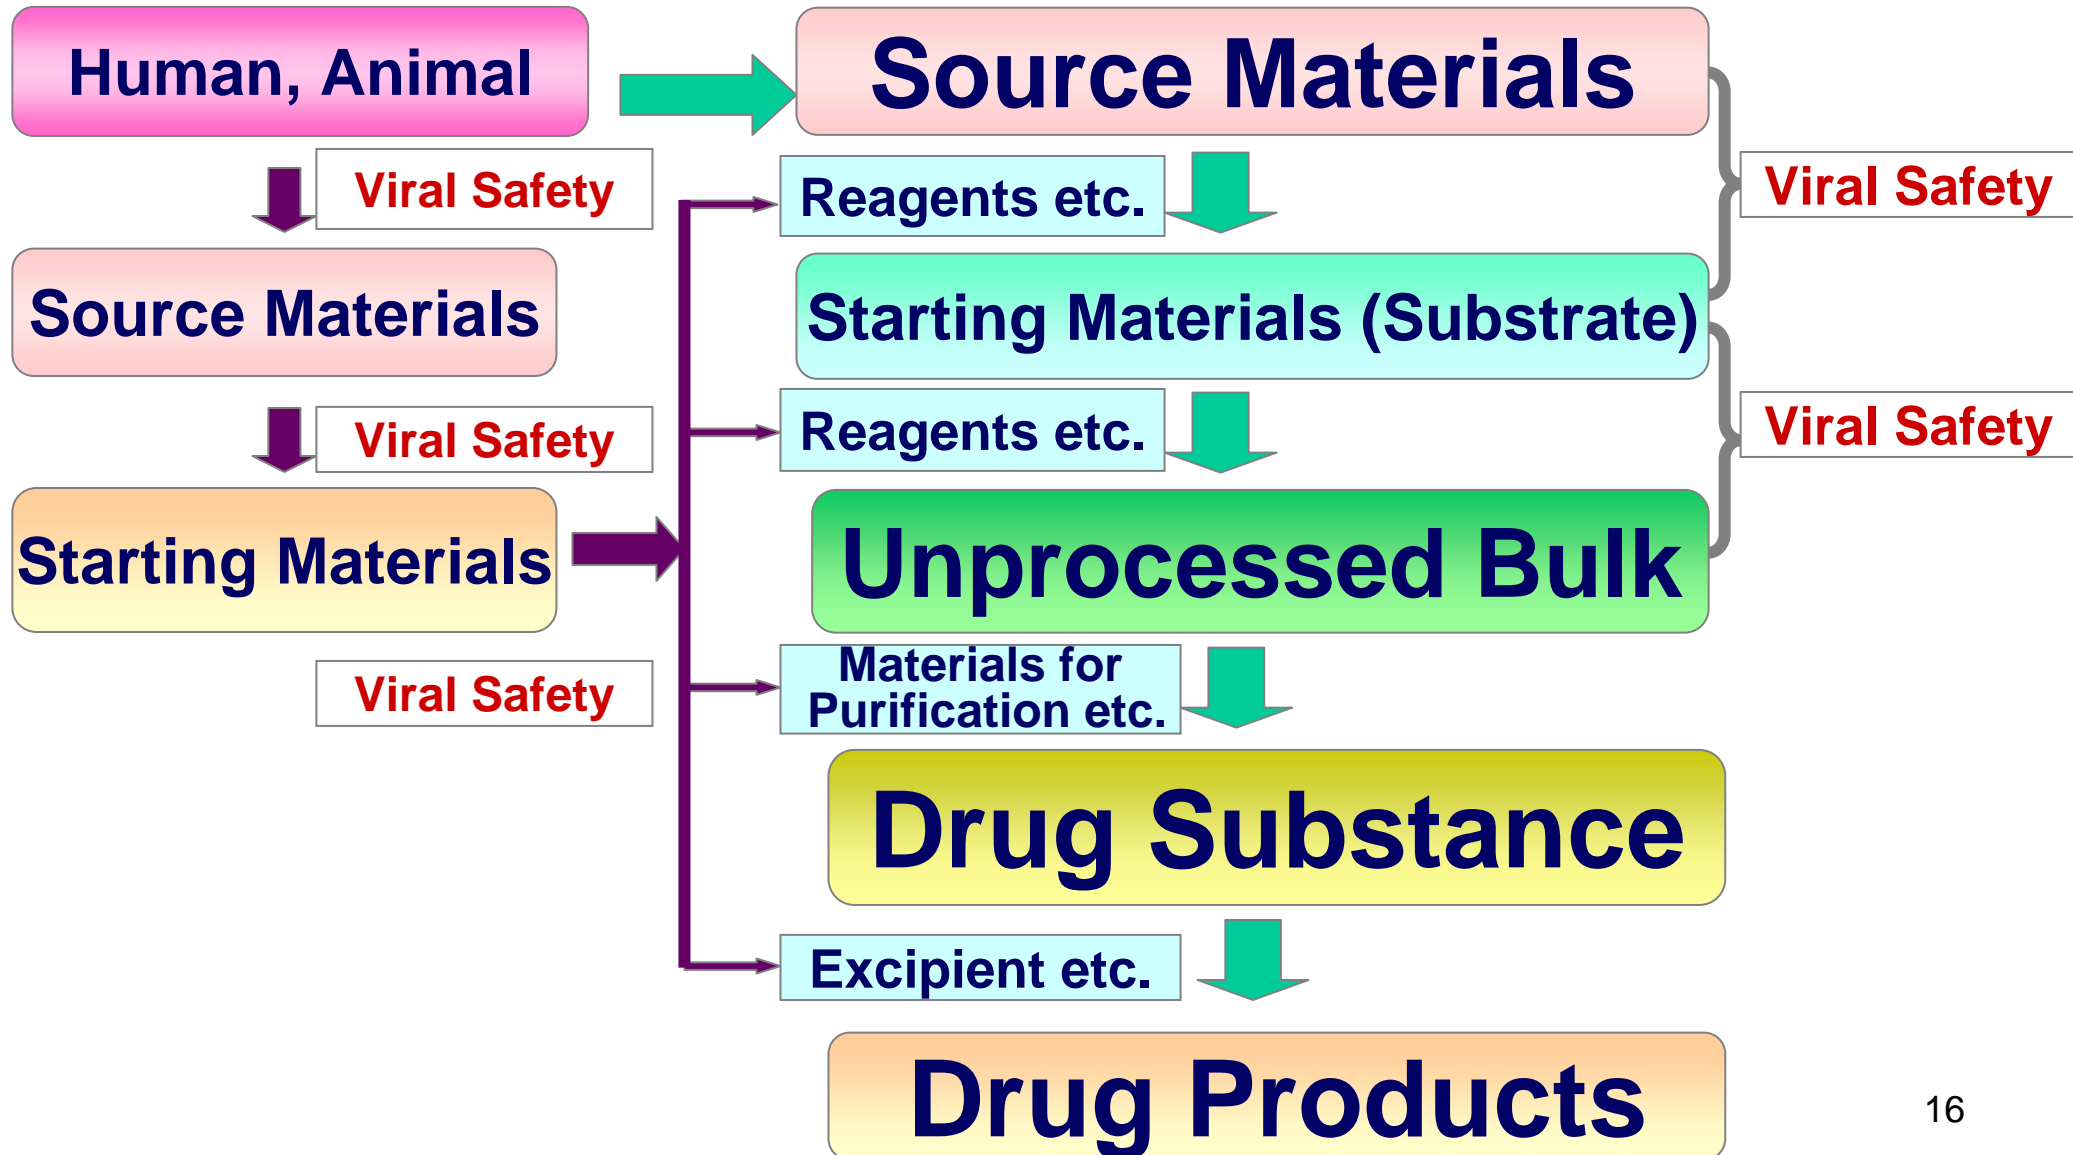 Human, Animal
Source Materials
Viral Safety
Reagents etc.
Viral Safety
Source Materials
Starting Materials (Substrate)
Viral Safety
Reagents etc.
Viral Safety
Starting Materials
Unprocessed Bulk
Viral Safety
Materials for
Purification etc.
Drug Substance
Excipient etc.
Drug Products
16